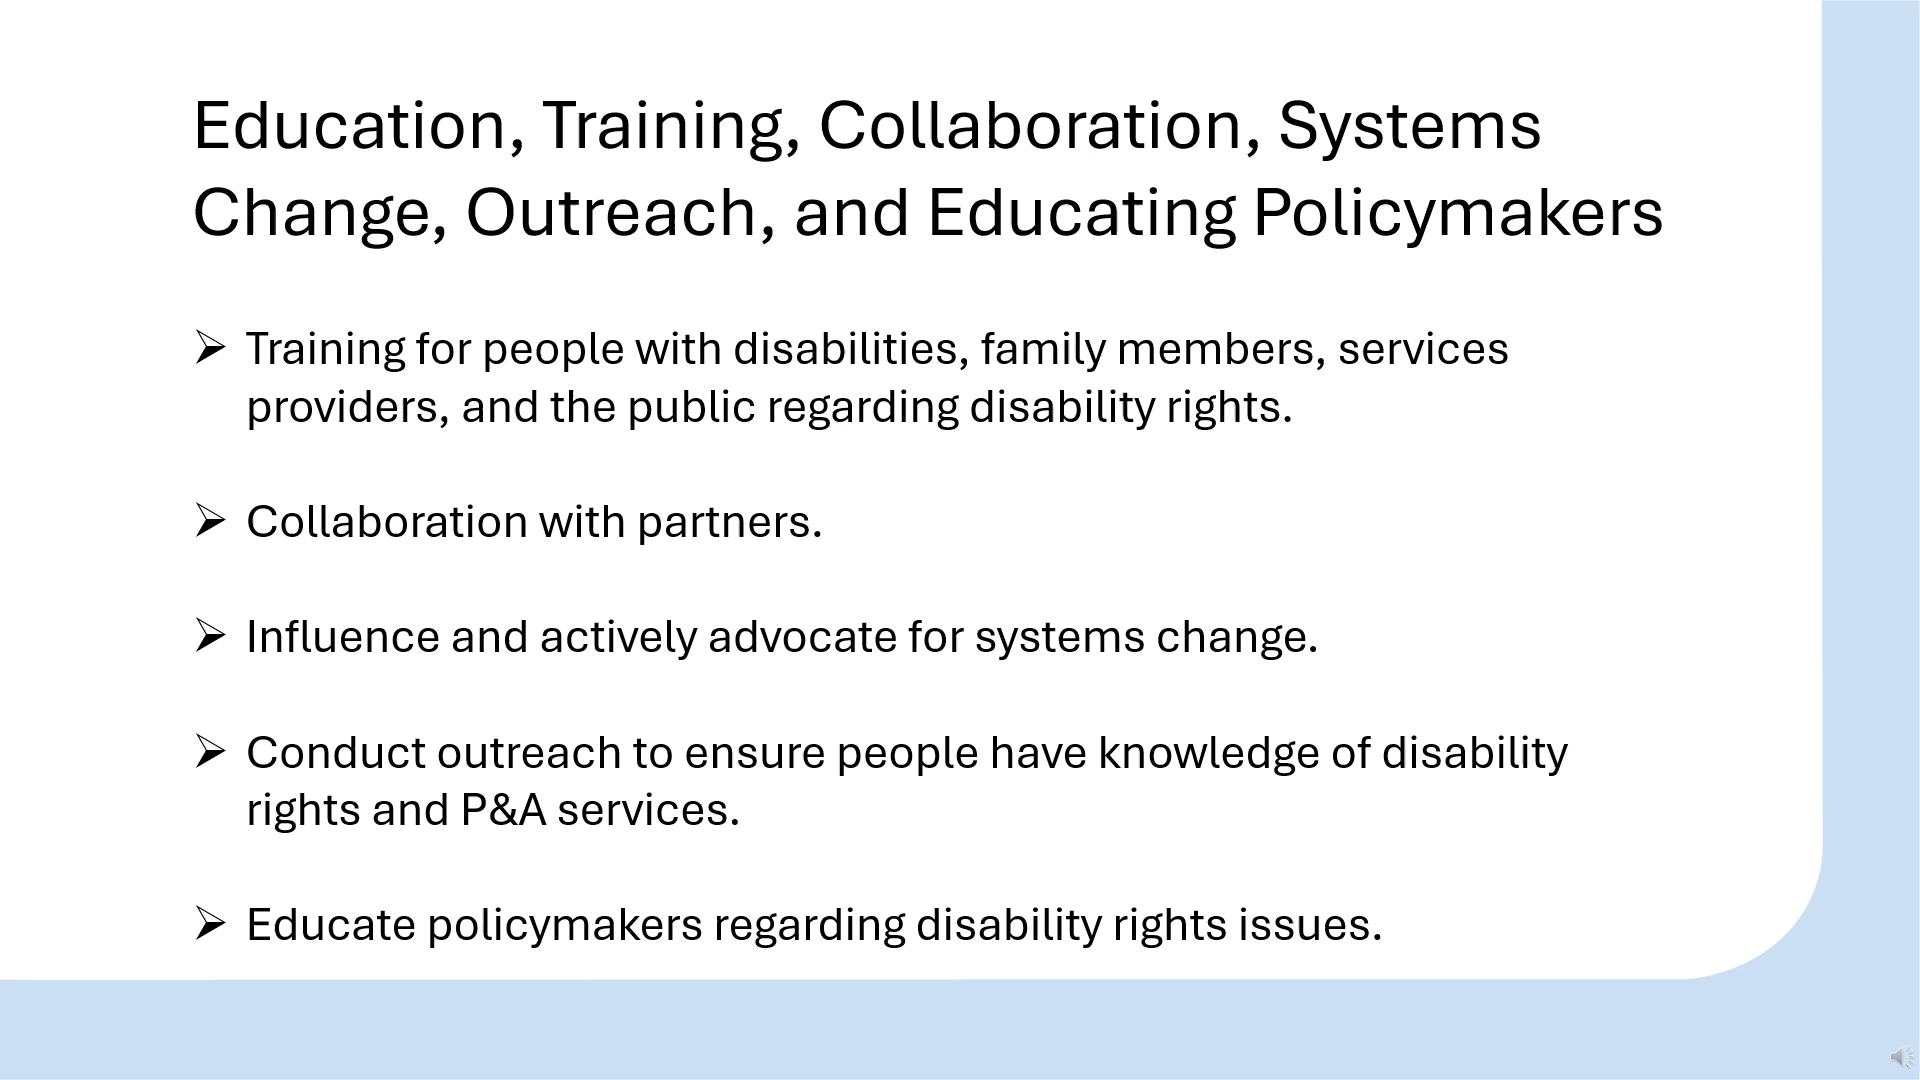 Education, Training, Collaboration, Systems
Change, Outreach, and Educating Policymakers
➢ Training for people with disabilities, family members, services
providers, and the public regarding disability rights.
➢ Collaboration with partners.
➢ Influence and actively advocate for systems change.
➢ Conduct outreach to ensure people have knowledge of disability
rights and P&A services.
➢ Educate policymakers regarding disability rights issues.